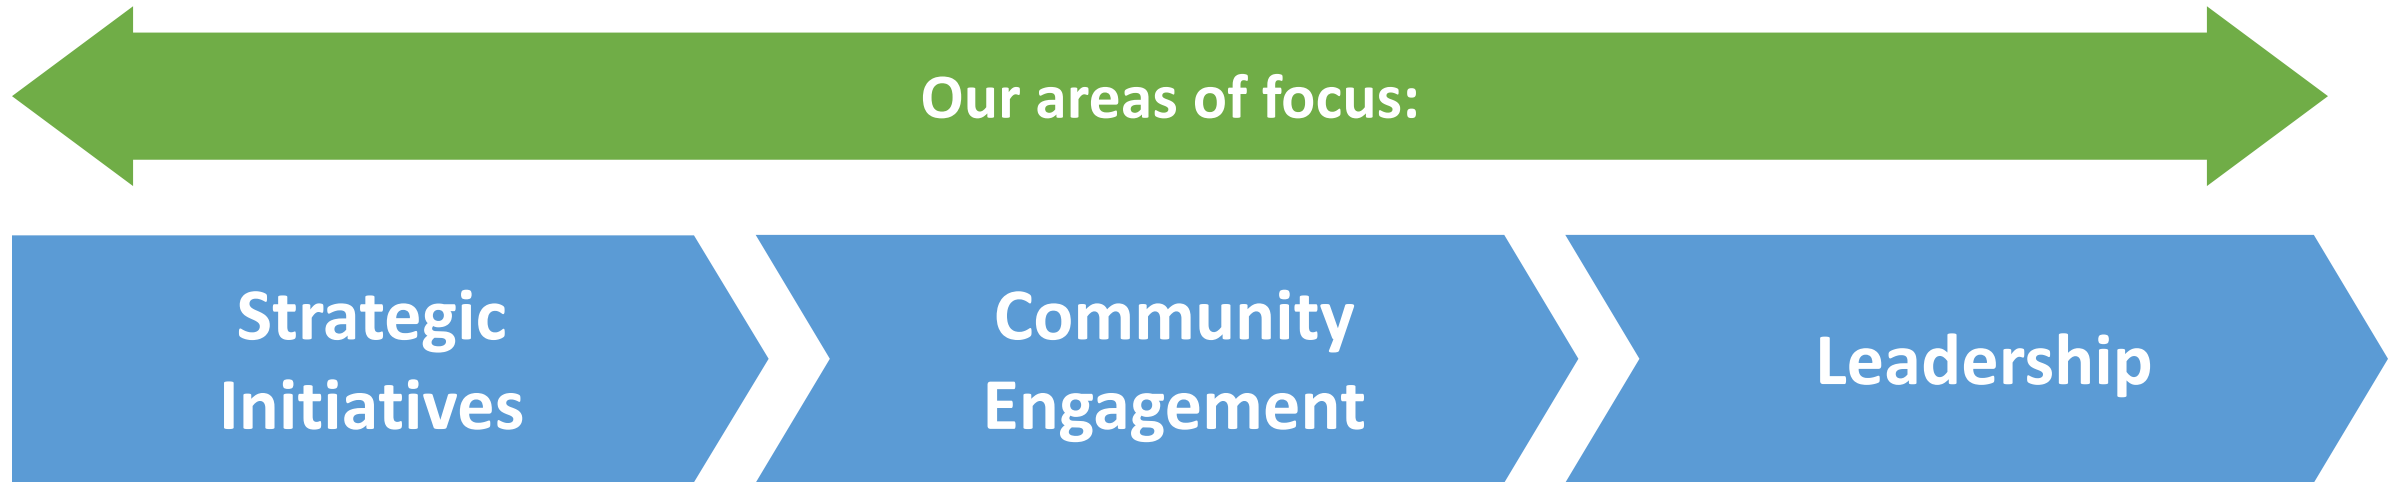 Our areas of focus:
Strategic
Initiatives
Community
Engagement
Leadership